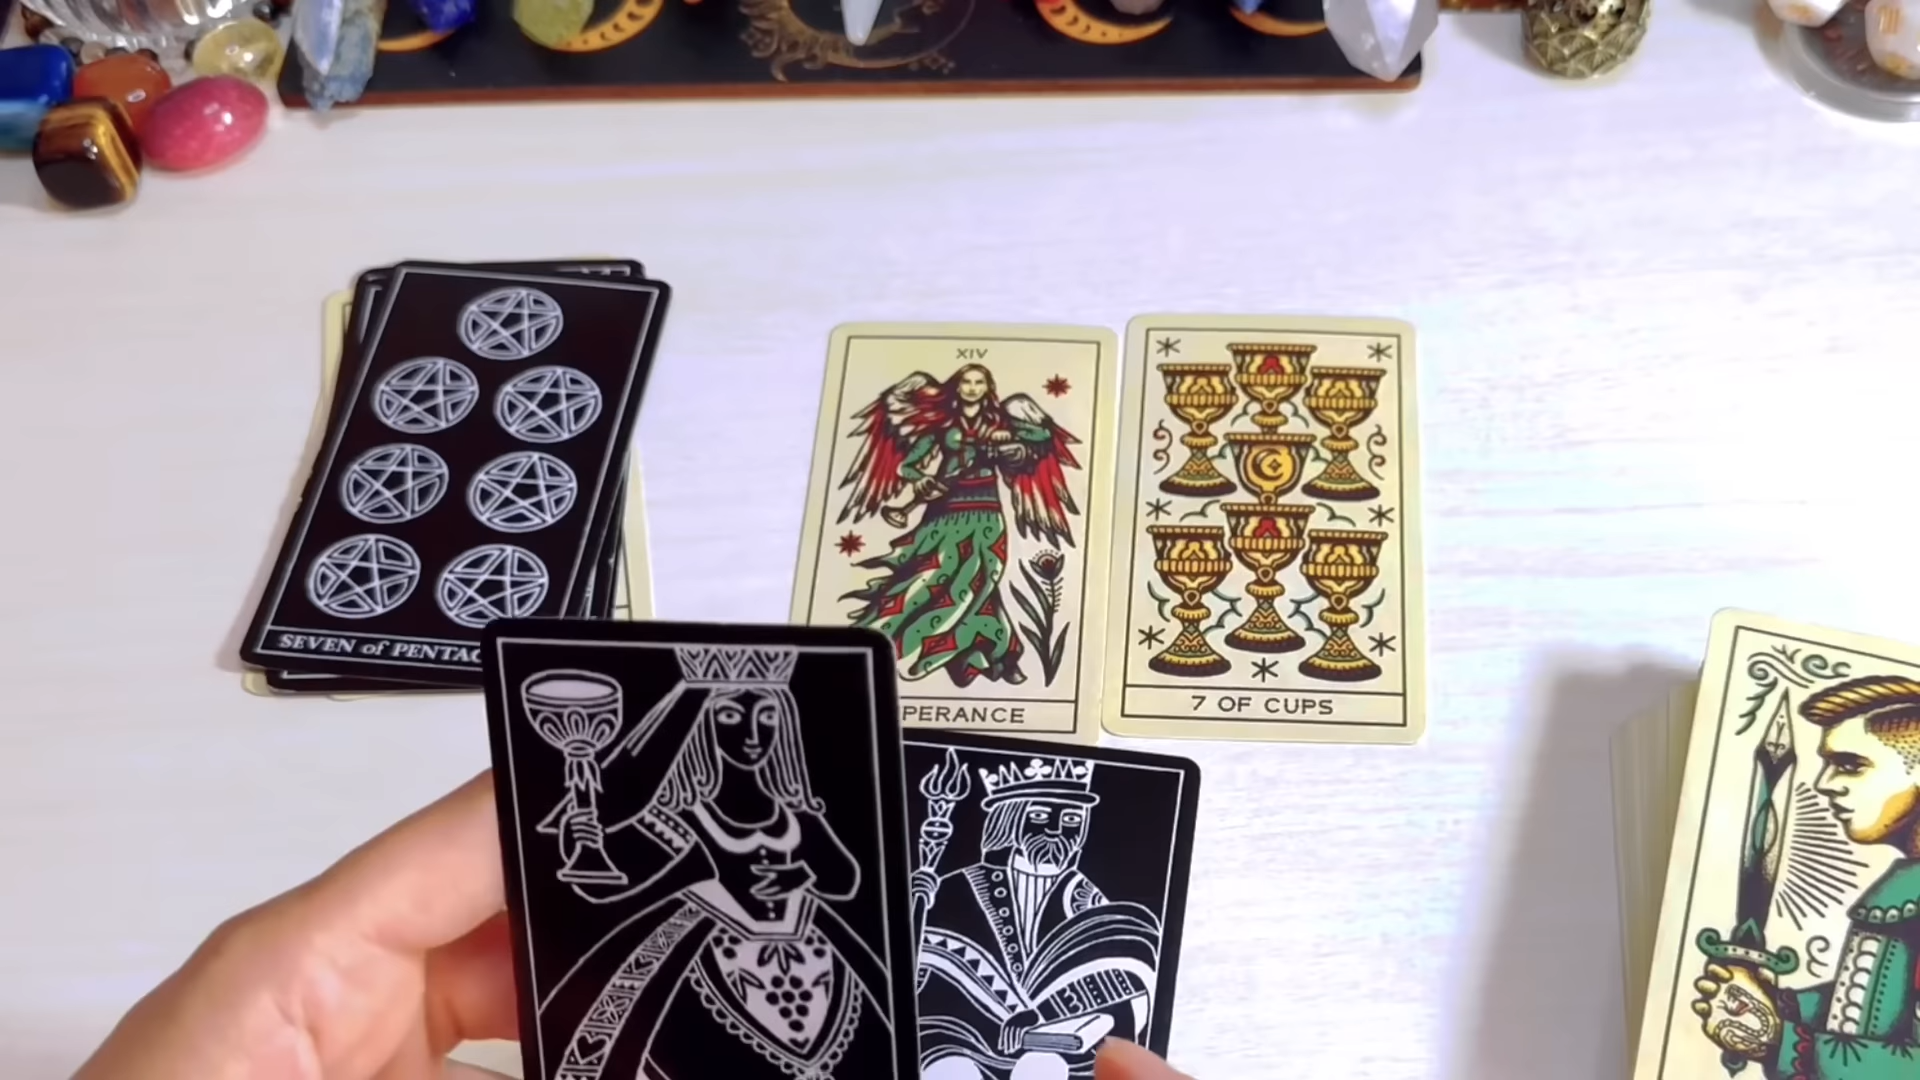 SEVEN of PENTAC
XIV
PERANCE
7 OF CUPS